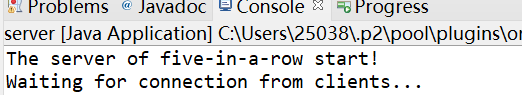 Problems @ Javadoc Console Progress
server [Java Application] C:\Users\25038\.p2\pool\plugins\or
The server of five-in-a-row start!
Waiting for connection from clients...